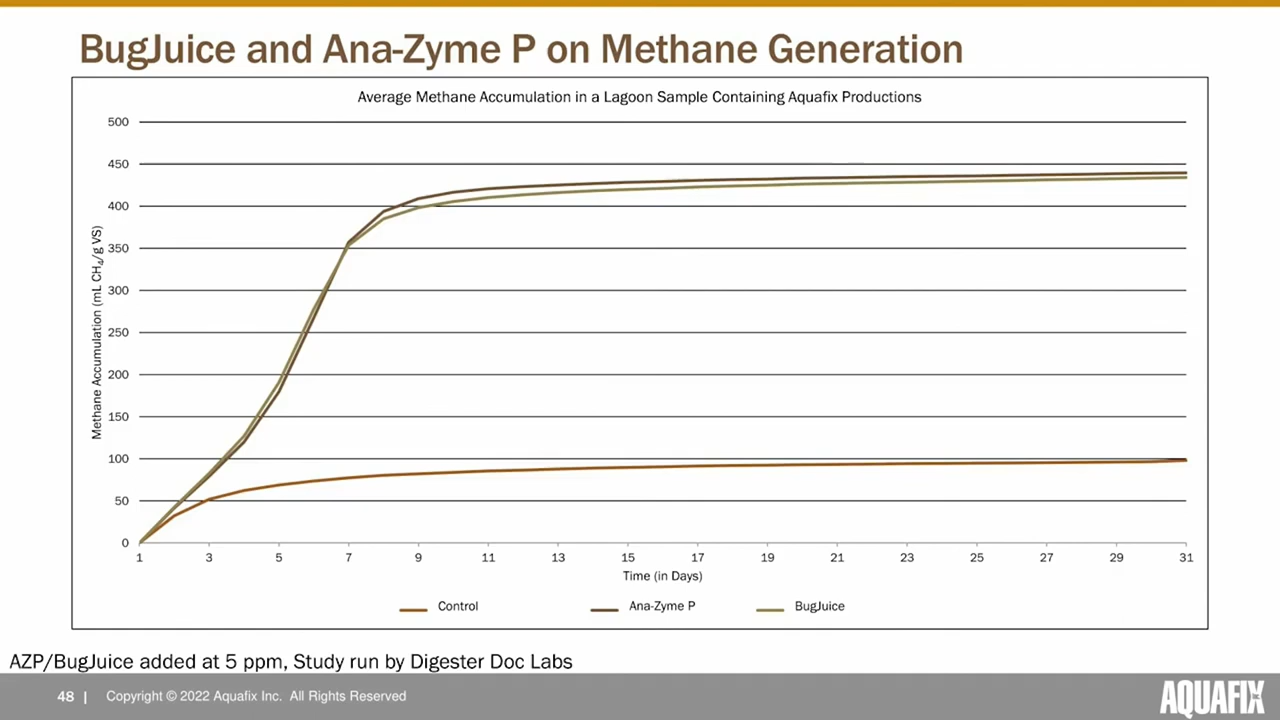 BugJuice and Ana-Zyme P on Methane Generation
Average Methane Accumulation in a Lagoon Sample Containing Aquafix Productions
Methane Accumulation (mL CH₄/g VS)
500
450
400
350
300
250
200
150
100
50
0
1 3 5 7 9 11 13 15 17 19 21 23 25 27 29 31
Time (in Days)
Control Ana-Zyme P BugJuice
AZP/BugJuice added at 5 ppm, Study run by Digester Doc Labs
48 | Copyright © 2022 Aquafix Inc. All Rights Reserved
AQUAFIX INC.